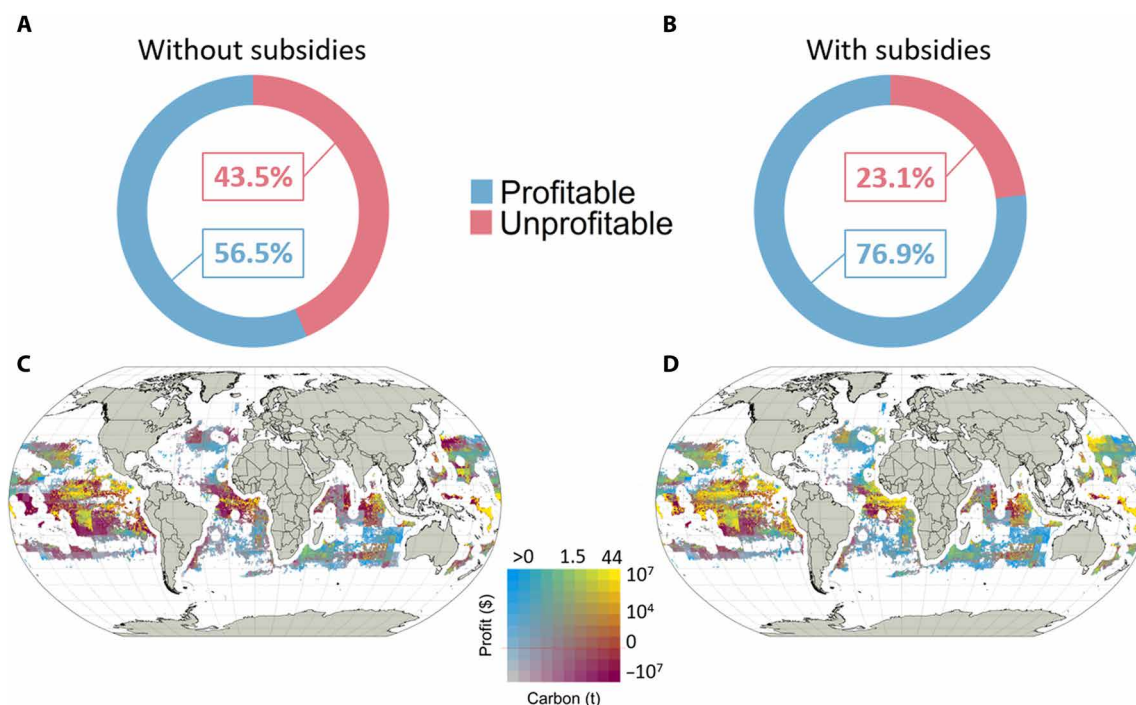 A
Without subsidies
43.5%
56.5%
Profitable
Unprofitable
B
With subsidies
23.1%
76.9%
C
D
>0 1.5 44
10⁷
10⁴
0
−10⁷
Profit ($)
Carbon (t)